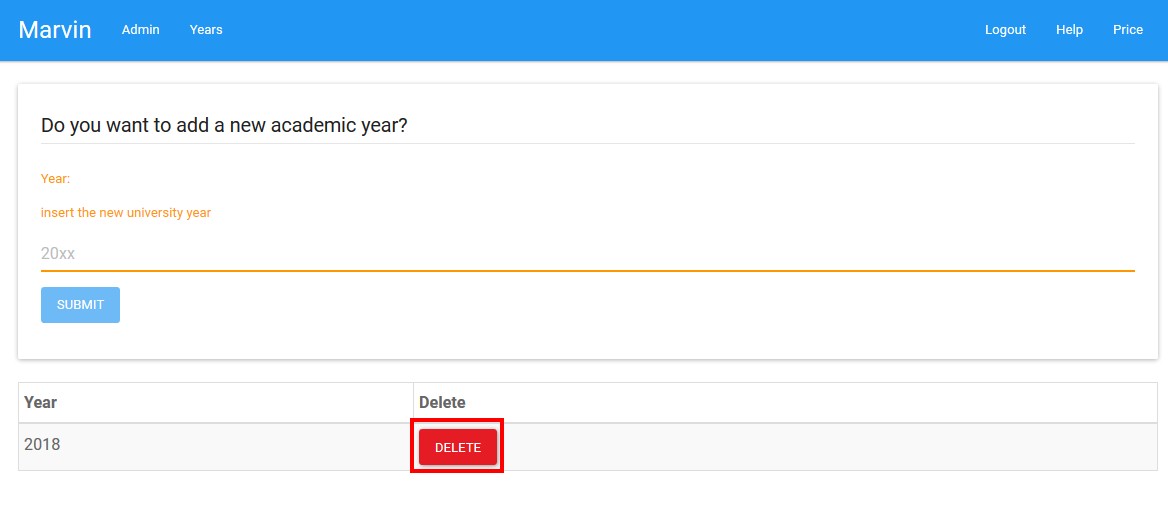 Marvin Admin Years Logout Help Price
Do you want to add a new academic year?
Year:
insert the new university year
20xx
SUBMIT
Year Delete
2018 DELETE